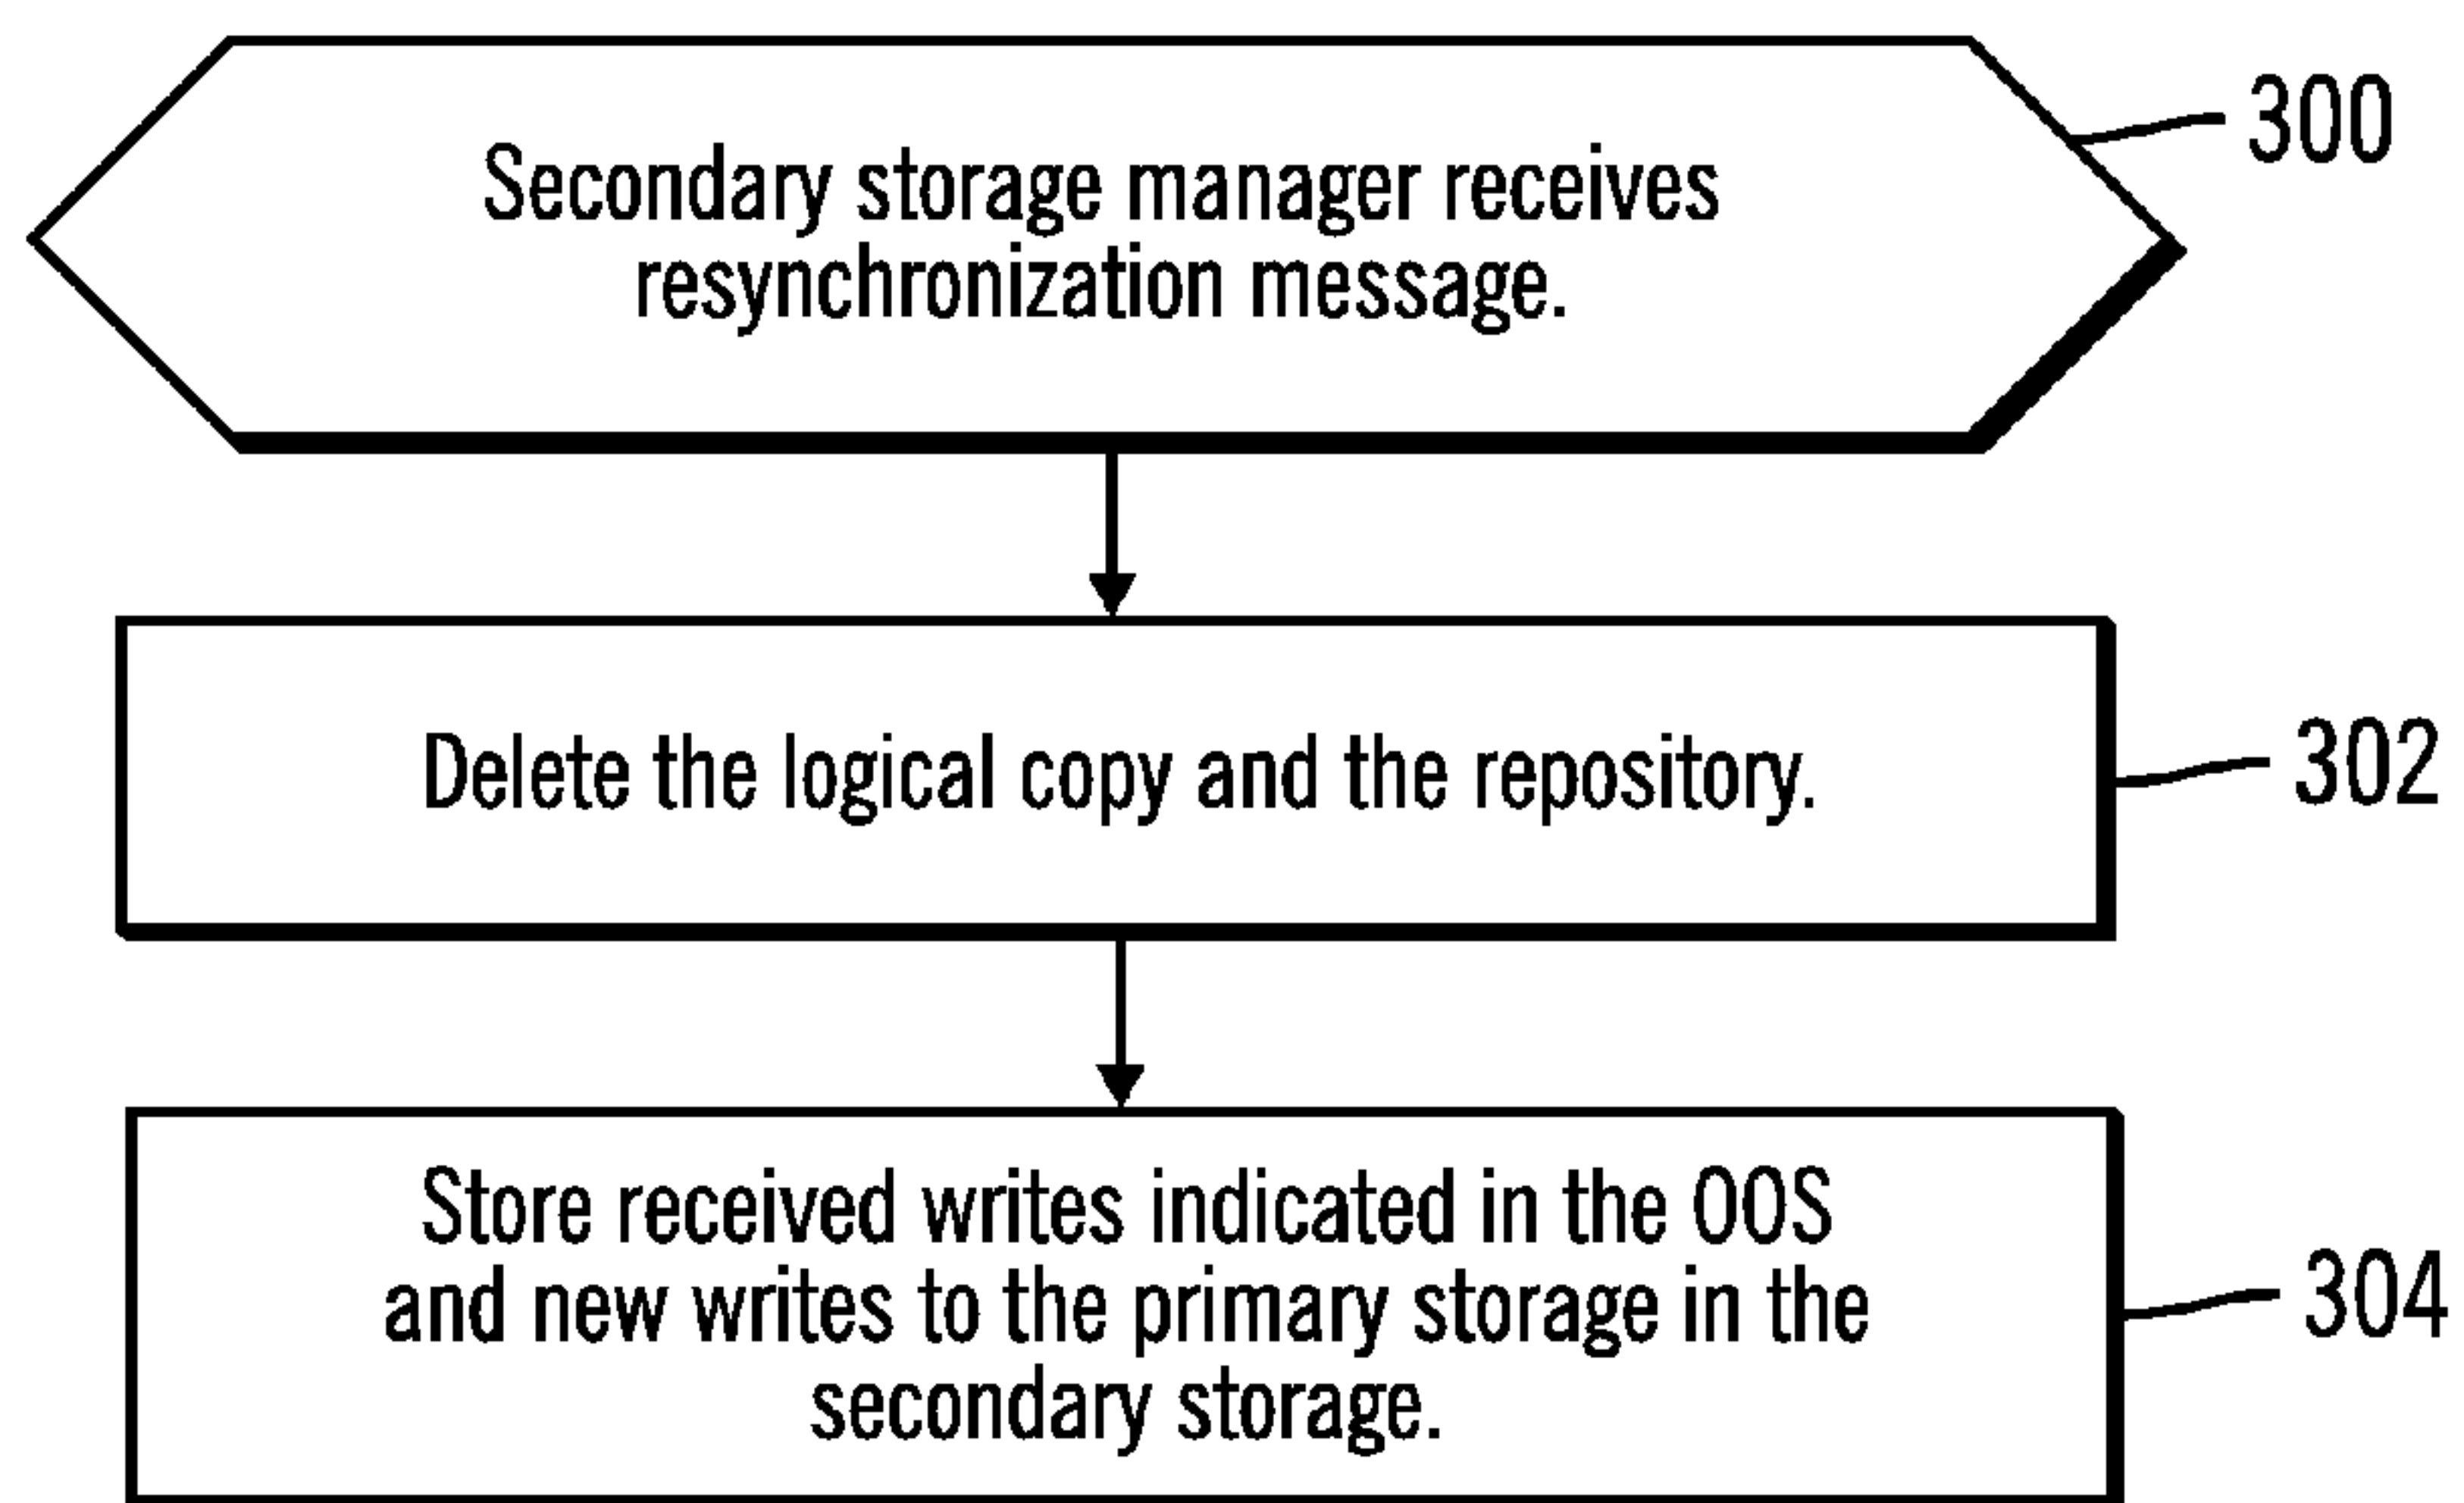 300
Secondary storage manager receives
resynchronization message.
Delete the logical copy and the repository.
302
Store received writes indicated in the OOS
and new writes to the primary storage in the
secondary storage.
304